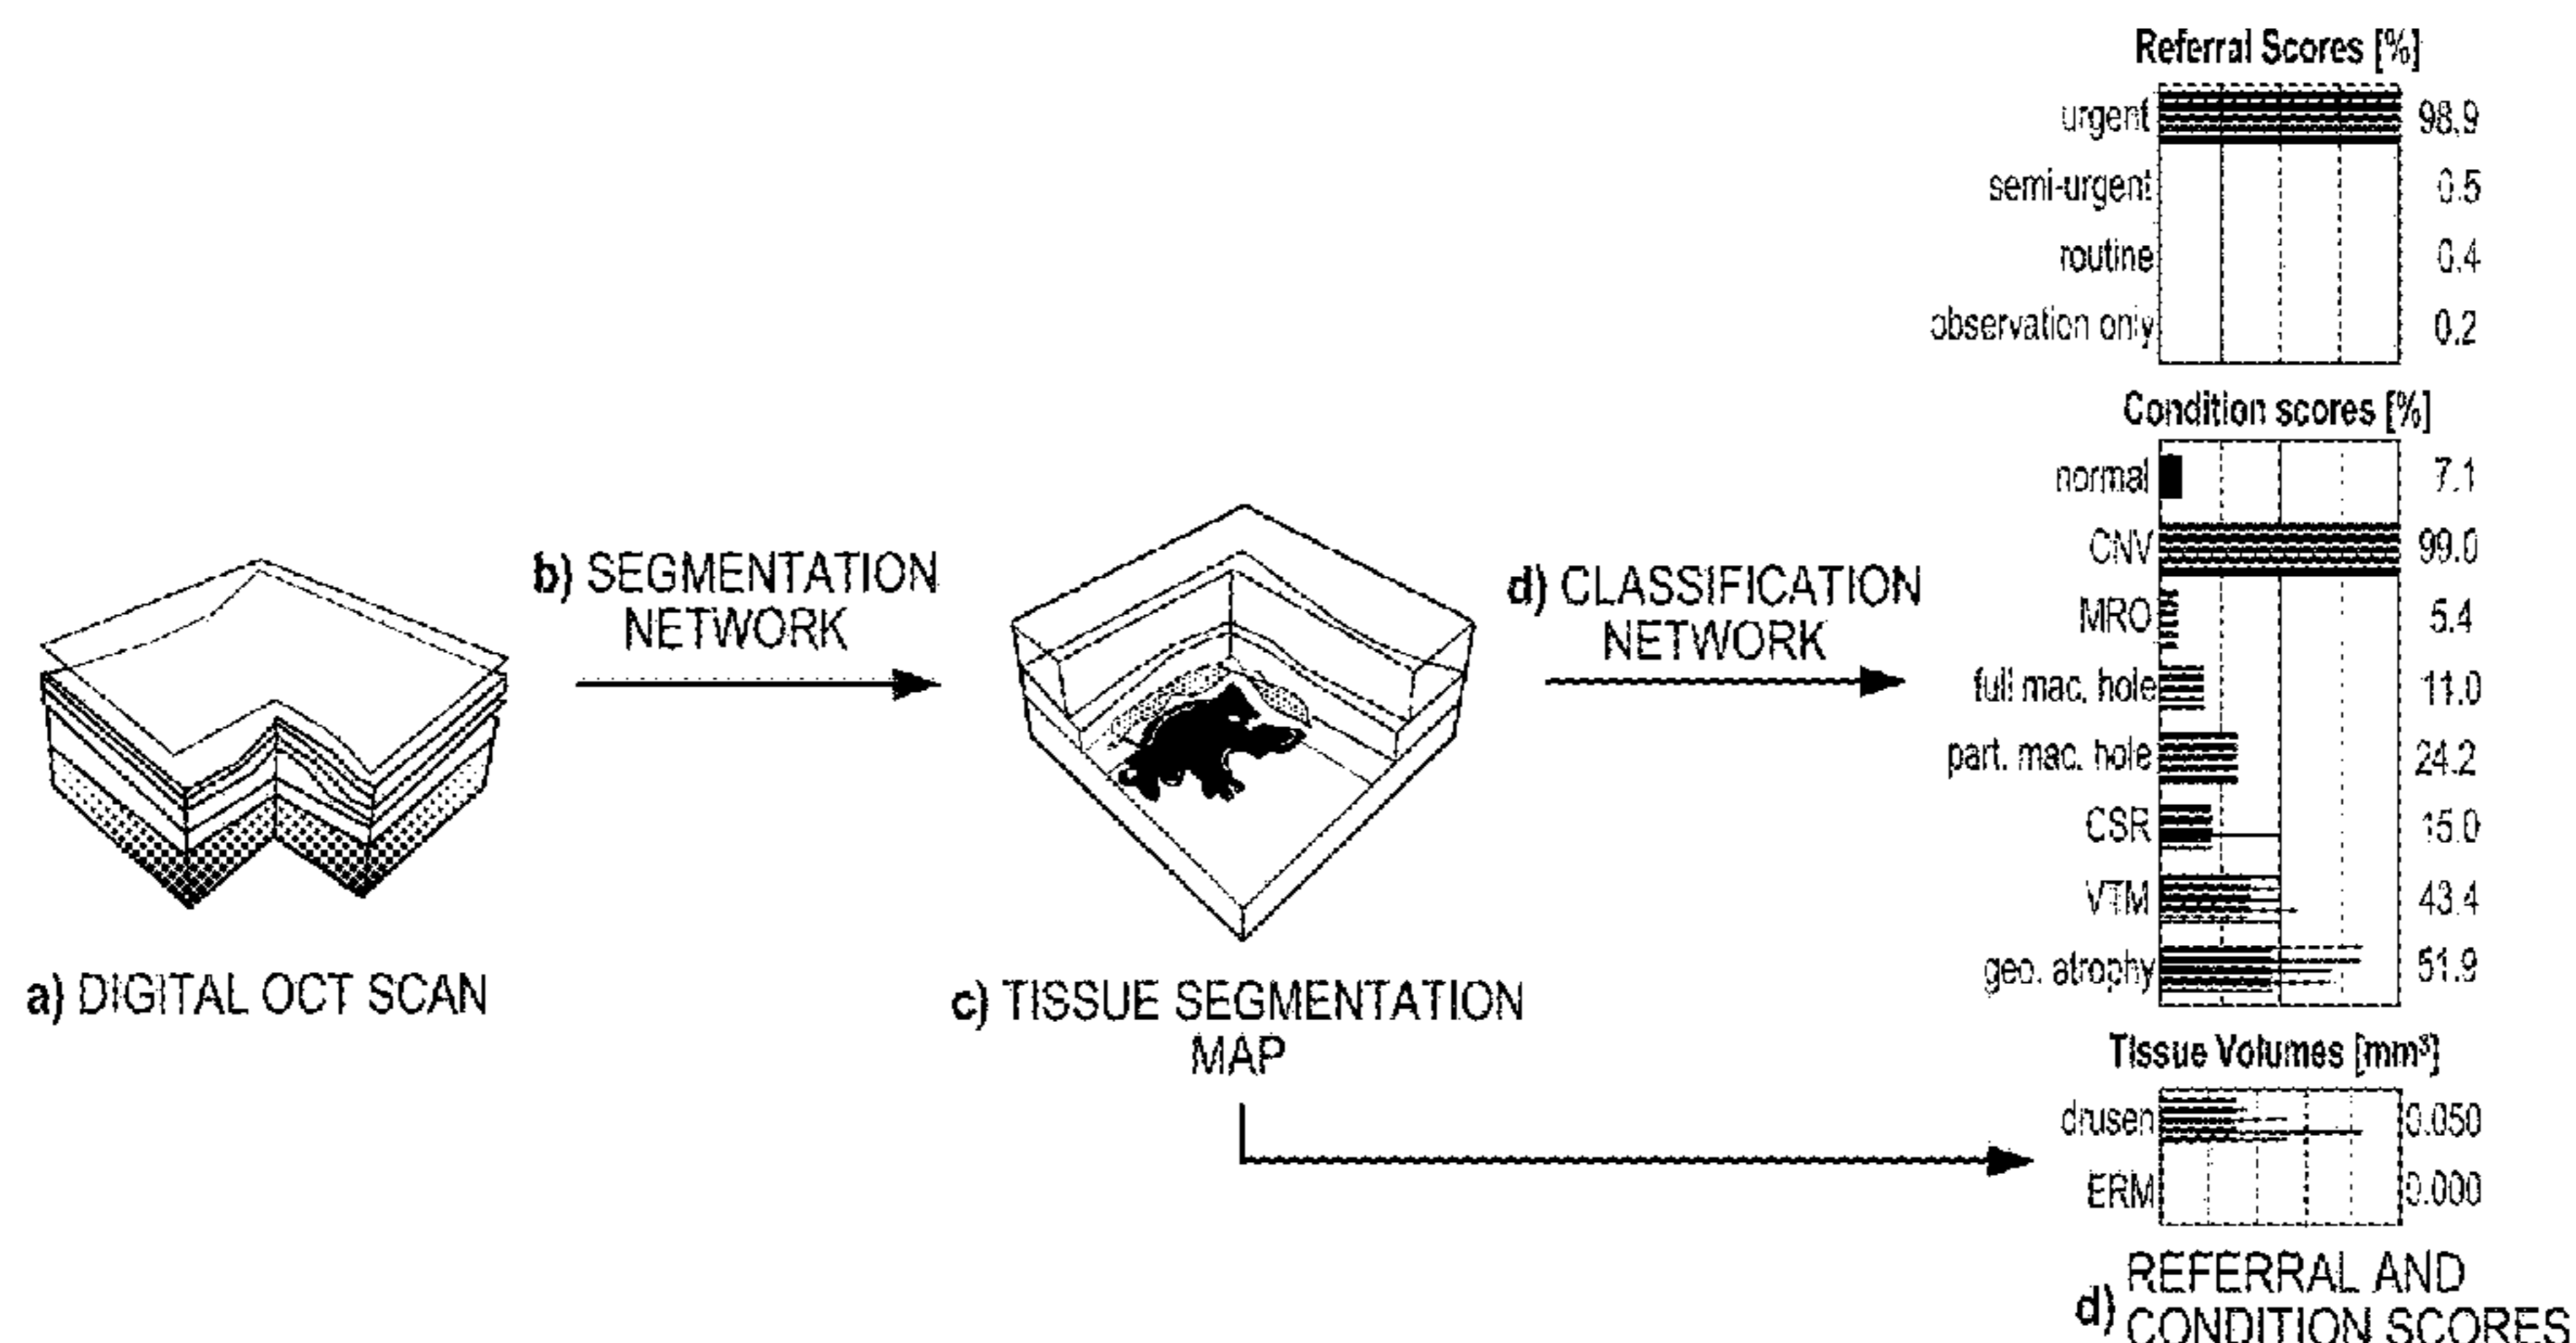 Referral Scores [%]
urgent 98.9
semi-urgent 0.5
routine 0.4
observation only 0.2
Condition scores [%]
normal 7.1
CNV 99.0
MRO 5.4
full mac. hole 11.0
part. mac. hole 24.2
CSR 15.0
VTM 43.4
geo. atrophy 51.9
Tissue Volumes [mm³]
drusen 0.050
ERM 0.000
a) DIGITAL OCT SCAN
b) SEGMENTATION
NETWORK
c) TISSUE SEGMENTATION
MAP
d) CLASSIFICATION
NETWORK
d) REFERRAL AND
CONDITION SCORES